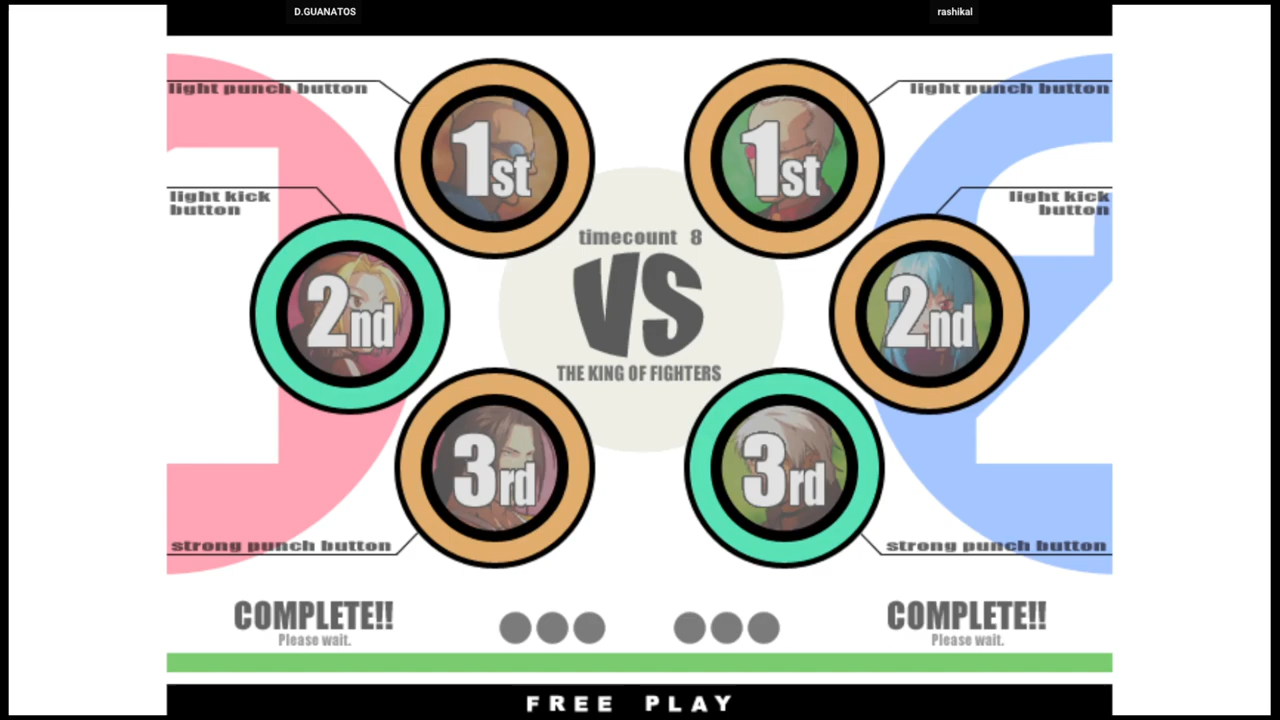 D.GUANATOS
rashikal
light punch button
1st
1st
light punch button
light kick
button
light kick
button
timecount 8
VS
THE KING OF FIGHTERS
2nd
2nd
3rd
3rd
strong punch button
strong punch button
COMPLETE!!
Please wait.
COMPLETE!!
Please wait.
FREE PLAY